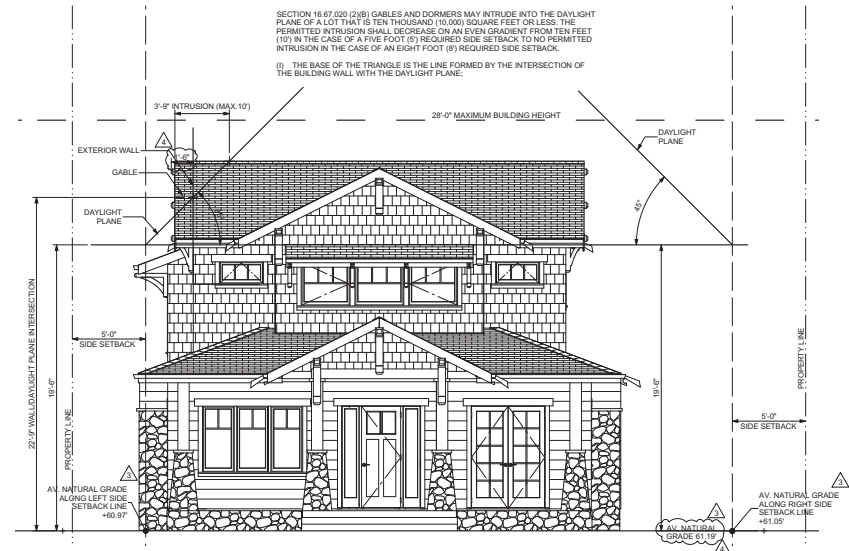 SECTION 16.67.020 (2)(B) GABLES AND DORMERS MAY INTRUDE INTO THE DAYLIGHT
PLANE OF A LOT THAT IS TEN THOUSAND (10,000) SQUARE FEET OR LESS. THE
PERMITTED INTRUSION SHALL DECREASE ON AN EVEN GRADIENT FROM TEN FEET
(10') IN THE CASE OF A FIVE FOOT (5') REQUIRED SIDE SETBACK TO NO PERMITTED
INTRUSION IN THE CASE OF AN EIGHT FOOT (8') REQUIRED SIDE SETBACK.
(I) THE BASE OF THE TRIANGLE IS THE LINE FORMED BY THE INTERSECTION OF
THE BUILDING WALL WITH THE DAYLIGHT PLANE;
3'-9" INTRUSION (MAX.10')
28'-0" MAXIMUM BUILDING HEIGHT
4
EXTERIOR WALL
1'-6"
GABLE
DAYLIGHT
PLANE
DAYLIGHT
PLANE
45°
22'-9" WALL/DAYLIGHT PLANE INTERSECTION
19'-6"
PROPERTY LINE
5'-0"
SIDE SETBACK
19'-6"
PROPERTY LINE
5'-0"
SIDE SETBACK
3
AV. NATURAL GRADE
ALONG LEFT SIDE
SETBACK LINE
+60.97'
3
AV. NATURAL
GRADE 61.19'
4
3
AV. NATURAL GRADE
ALONG RIGHT SIDE
SETBACK LINE
+61.05'